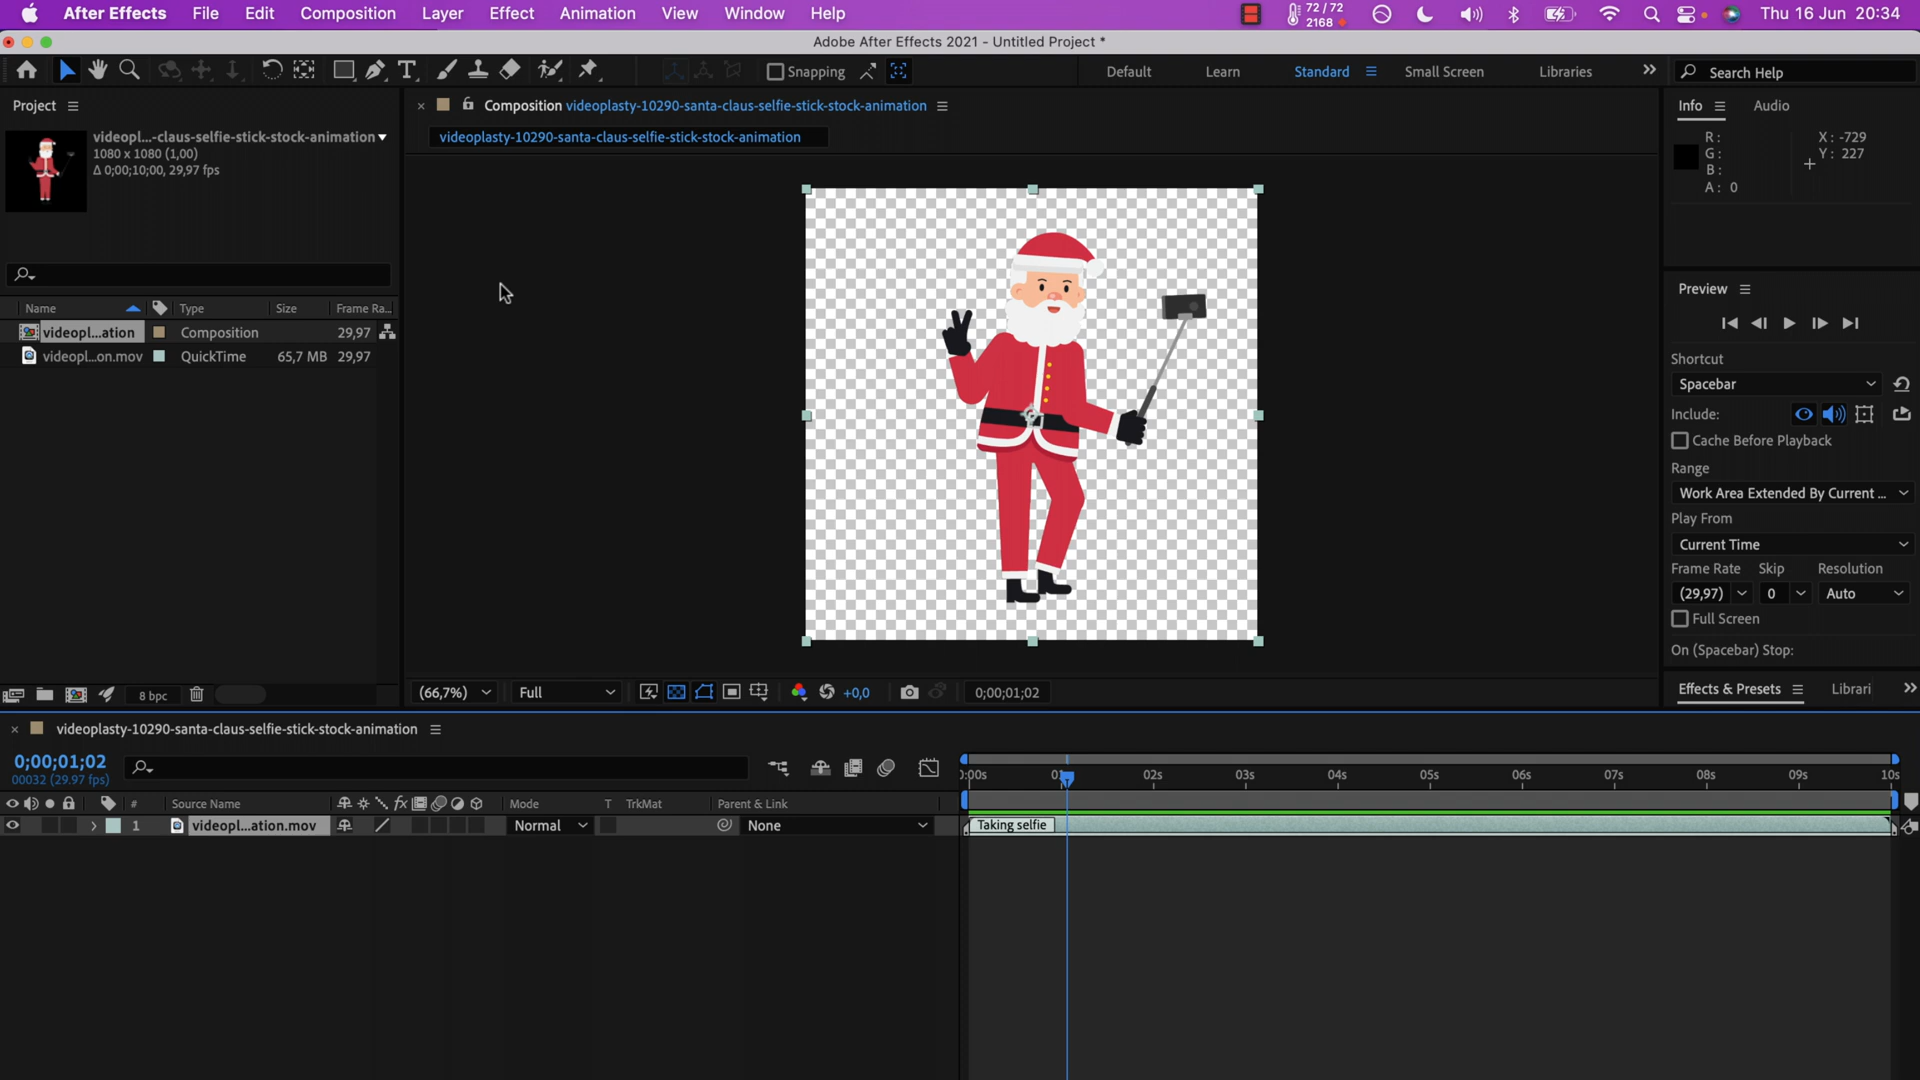 After Effects File Edit Composition Layer Effect Animation View Window Help 72 / 72 2168 Thu 16 Jun 20:34
Adobe After Effects 2021 - Untitled Project *
Snapping Default Learn Standard Small Screen Libraries Search Help
Project
videopl...-claus-selfie-stick-stock-animation
1080 x 1080 (1,00)
Δ 0;00;10;00, 29,97 fps
Name Type Size Frame Ra...
videopl...ation Composition 29,97
videopl...on.mov QuickTime 65,7 MB 29,97
8 bpc
Composition videoplasty-10290-santa-claus-selfie-stick-stock-animation
videoplasty-10290-santa-claus-selfie-stick-stock-animation
(66,7%) Full +0,0 0;00;01;02
Info Audio
R: X: -729
G: Y: 227
B:
A: 0
Preview
Shortcut
Spacebar
Include:
Cache Before Playback
Range
Work Area Extended By Current ...
Play From
Current Time
Frame Rate Skip Resolution
(29,97) 0 Auto
Full Screen
On (Spacebar) Stop:
Effects & Presets Librari
videoplasty-10290-santa-claus-selfie-stick-stock-animation
0;00;01;02
00032 (29.97 fps)
:00s 01 02s 03s 04s 05s 06s 07s 08s 09s 10s
# Source Name fx Mode T TrkMat Parent & Link
1 videopl...ation.mov Normal None
Taking selfie